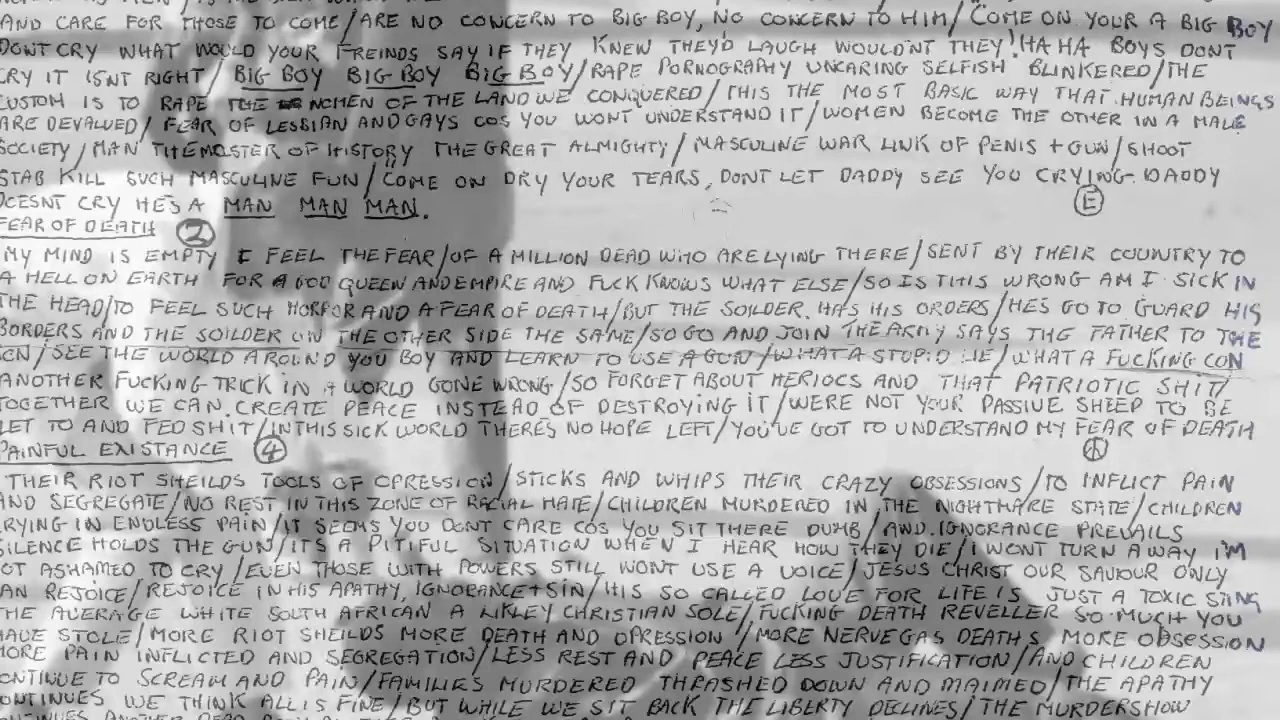 AND CARE FOR THOSE TO COME/ARE NO CONCERN TO BIG BOY, NO CONCERN TO HIM/COME ON YOUR A BIG BOY
DONT CRY WHAT WOULD YOUR FREINDS SAY IF THEY KNEW THEY'D LAUGH WOULDNT THEY! HA HA BOYS DONT
CRY IT ISNT RIGHT/BIG BOY BIG BOY BIG BOY/RAPE PORNOGRAPHY UNCARING SELFISH BLINKERED/THE
CUSTOM IS TO RAPE THE WOMEN OF THE LAND WE CONQUERED/THIS THE MOST BASIC WAY THAT HUMAN BEINGS
ARE DEVALUED/FEAR OF LESBIAN AND GAYS COS YOU WONT UNDERSTAND IT/WOMEN BECOME THE OTHER IN A MALE
SOCIETY/MAN THE MASTER OF HISTORY THE GREAT ALMIGHTY/MASCULINE WAR LINK OF PENIS + GUN/SHOOT
STAB KILL SUCH MASCULINE FUN/COME ON DRY YOUR TEARS, DONT LET DADDY SEE YOU CRYING. DADDY
DOESNT CRY HE'S A MAN MAN MAN. E
FEAR OF DEATH 2
MY MIND IS EMPTY I FEEL THE FEAR/OF A MILLION DEAD WHO ARE LYING THERE/SENT BY THEIR COUNTRY TO
A HELL ON EARTH FOR A GOD QUEEN AND EMPIRE AND FUCK KNOWS WHAT ELSE/SO IS THIS WRONG AM I SICK IN
THE HEAD/TO FEEL SUCH HORROR AND A FEAR OF DEATH/BUT THE SOILDER HAS HIS ORDERS/HE'S GO TO GUARD HIS
BORDERS AND THE SOILDER ON THE OTHER SIDE THE SAME/SO GO AND JOIN THE ARMY SAYS THE FATHER TO THE
SON/SEE THE WORLD AROUND YOU BOY AND LEARN TO USE A GUN/WHAT A STUPID LIE/WHAT A FUCKING CON
ANOTHER FUCKING TRICK IN A WORLD GONE WRONG/SO FORGET ABOUT HERIOCS AND THAT PATRIOTIC SHIT/
TOGETHER WE CAN CREATE PEACE INSTEAD OF DESTROYING IT/WERE NOT YOUR PASSIVE SHEEP TO BE
LET TO AND FED SHIT/IN THIS SICK WORLD THERES NO HOPE LEFT/YOU'VE GOT TO UNDERSTAND MY FEAR OF DEATH
PAINFUL EXISTANCE 4
THEIR RIOT SHEILDS TOOLS OF OPRESSION/STICKS AND WHIPS THEIR CRAZY OBSESSIONS/TO INFLICT PAIN
AND SEGREGATE/NO REST IN THIS ZONE OF RACIAL HATE/CHILDREN MURDERED IN THE NIGHTMARE STATE/CHILDREN
CRYING IN ENDLESS PAIN/IT SEEMS YOU DONT CARE COS YOU SIT THERE DUMB/AND IGNORANCE PREVAILS
SILENCE HOLDS THE GUN/ITS A PITIFUL SITUATION WHEN I HEAR HOW THEY DIE/I WONT TURN AWAY I'M
NOT ASHAMED TO CRY/EVEN THOSE WITH POWERS STILL WONT USE A VOICE/JESUS CHRIST OUR SAVIOUR ONLY
CAN REJOICE/REJOICE IN HIS APATHY, IGNORANCE + SIN/HIS SO CALLED LOVE FOR LIFE IS JUST A TOXIC STING
THE AVERAGE WHITE SOUTH AFRICAN A LIKLEY CHRISTIAN SOLE/FUCKING DEATH REVELLER SO MUCH YOU
HAVE STOLE/MORE RIOT SHEILDS MORE DEATH AND OPRESSION/MORE NERVE GAS DEATHS MORE OBSESSION
MORE PAIN INFLICTED AND SEGREGATION/LESS REST AND PEACE LESS JUSTIFICATION/AND CHILDREN
CONTINUE TO SCREAM AND PAIN/FAMILIES MURDERED THRASHED DOWN AND MAIMED/THE APATHY
CONTINUES WE THINK ALL IS FINE/BUT WHILE WE SIT BACK THE LIBERTY DECLINES/THE MURDERSHOW